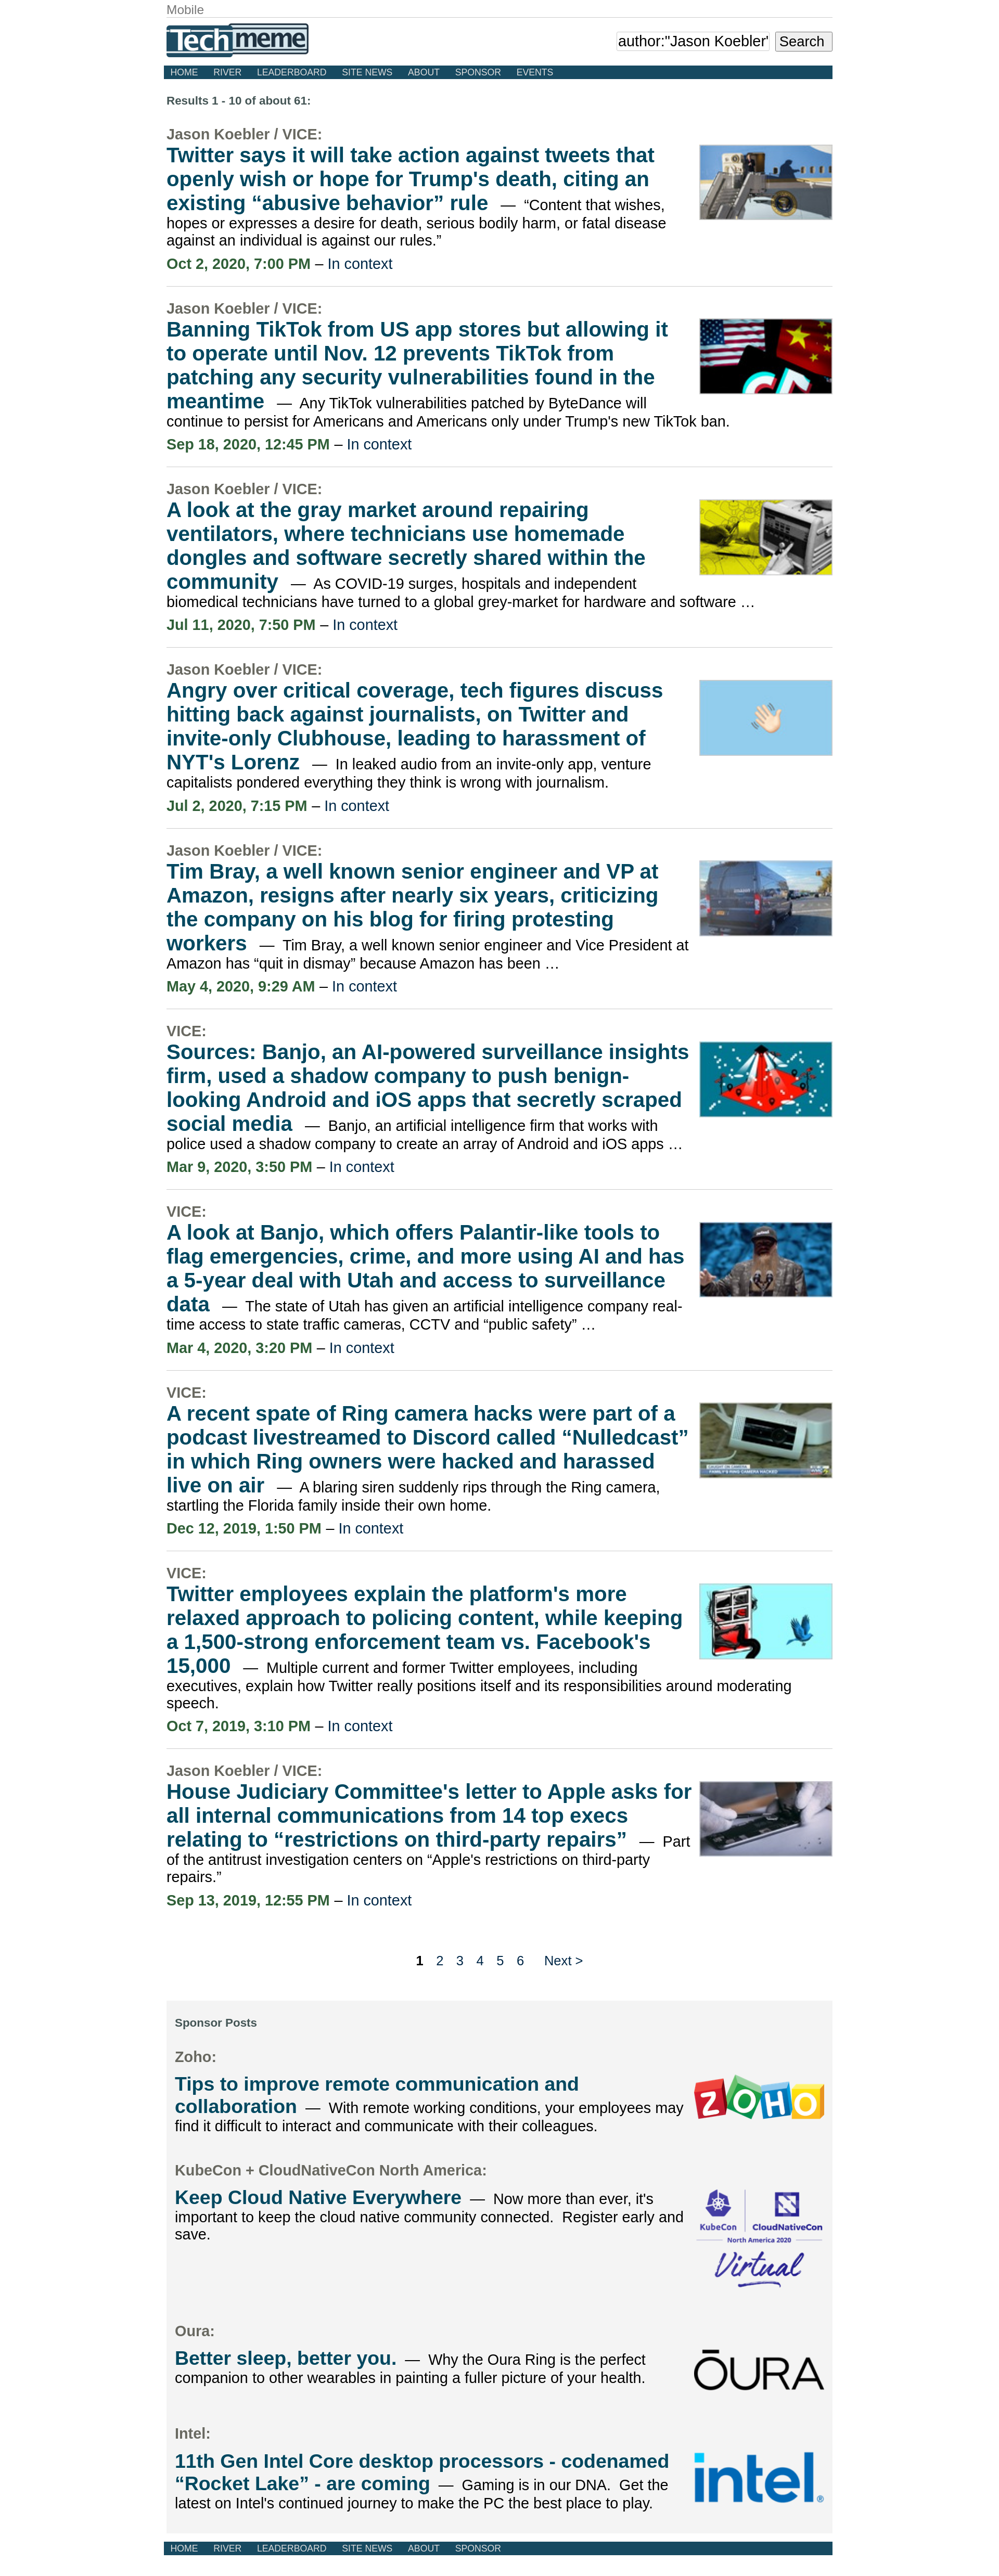 Mobile
Techmeme
author:"Jason Koebler" Search
HOME RIVER LEADERBOARD SITE NEWS ABOUT SPONSOR EVENTS
Results 1 - 10 of about 61:
Jason Koebler / VICE:
Twitter says it will take action against tweets that
openly wish or hope for Trump's death, citing an
existing “abusive behavior” rule — “Content that wishes,
hopes or expresses a desire for death, serious bodily harm, or fatal disease
against an individual is against our rules.”
Oct 2, 2020, 7:00 PM – In context
Jason Koebler / VICE:
Banning TikTok from US app stores but allowing it
to operate until Nov. 12 prevents TikTok from
patching any security vulnerabilities found in the
meantime — Any TikTok vulnerabilities patched by ByteDance will
continue to persist for Americans and Americans only under Trump's new TikTok ban.
Sep 18, 2020, 12:45 PM – In context
Jason Koebler / VICE:
A look at the gray market around repairing
ventilators, where technicians use homemade
dongles and software secretly shared within the
community — As COVID-19 surges, hospitals and independent
biomedical technicians have turned to a global grey-market for hardware and software …
Jul 11, 2020, 7:50 PM – In context
Jason Koebler / VICE:
Angry over critical coverage, tech figures discuss
hitting back against journalists, on Twitter and
invite-only Clubhouse, leading to harassment of
NYT's Lorenz — In leaked audio from an invite-only app, venture
capitalists pondered everything they think is wrong with journalism.
Jul 2, 2020, 7:15 PM – In context
Jason Koebler / VICE:
Tim Bray, a well known senior engineer and VP at
Amazon, resigns after nearly six years, criticizing
the company on his blog for firing protesting
workers — Tim Bray, a well known senior engineer and Vice President at
Amazon has “quit in dismay” because Amazon has been …
May 4, 2020, 9:29 AM – In context
VICE:
Sources: Banjo, an AI-powered surveillance insights
firm, used a shadow company to push benign-
looking Android and iOS apps that secretly scraped
social media — Banjo, an artificial intelligence firm that works with
police used a shadow company to create an array of Android and iOS apps …
Mar 9, 2020, 3:50 PM – In context
VICE:
A look at Banjo, which offers Palantir-like tools to
flag emergencies, crime, and more using AI and has
a 5-year deal with Utah and access to surveillance
data — The state of Utah has given an artificial intelligence company real-
time access to state traffic cameras, CCTV and “public safety” …
Mar 4, 2020, 3:20 PM – In context
VICE:
A recent spate of Ring camera hacks were part of a
podcast livestreamed to Discord called “Nulledcast”
in which Ring owners were hacked and harassed
live on air — A blaring siren suddenly rips through the Ring camera,
startling the Florida family inside their own home.
Dec 12, 2019, 1:50 PM – In context
VICE:
Twitter employees explain the platform's more
relaxed approach to policing content, while keeping
a 1,500-strong enforcement team vs. Facebook's
15,000 — Multiple current and former Twitter employees, including
executives, explain how Twitter really positions itself and its responsibilities around moderating
speech.
Oct 7, 2019, 3:10 PM – In context
Jason Koebler / VICE:
House Judiciary Committee's letter to Apple asks for
all internal communications from 14 top execs
relating to “restrictions on third-party repairs” — Part
of the antitrust investigation centers on “Apple's restrictions on third-party
repairs.”
Sep 13, 2019, 12:55 PM – In context
1 2 3 4 5 6 Next >
Sponsor Posts
Zoho:
Tips to improve remote communication and
collaboration — With remote working conditions, your employees may
find it difficult to interact and communicate with their colleagues.
ZOHO
KubeCon + CloudNativeCon North America:
Keep Cloud Native Everywhere — Now more than ever, it's
important to keep the cloud native community connected. Register early and
save.
KubeCon CloudNativeCon
North America 2020
Virtual
Oura:
Better sleep, better you. — Why the Oura Ring is the perfect
companion to other wearables in painting a fuller picture of your health.
ŌURA
Intel:
11th Gen Intel Core desktop processors - codenamed
“Rocket Lake” - are coming — Gaming is in our DNA. Get the
latest on Intel's continued journey to make the PC the best place to play.
intel®
HOME RIVER LEADERBOARD SITE NEWS ABOUT SPONSOR